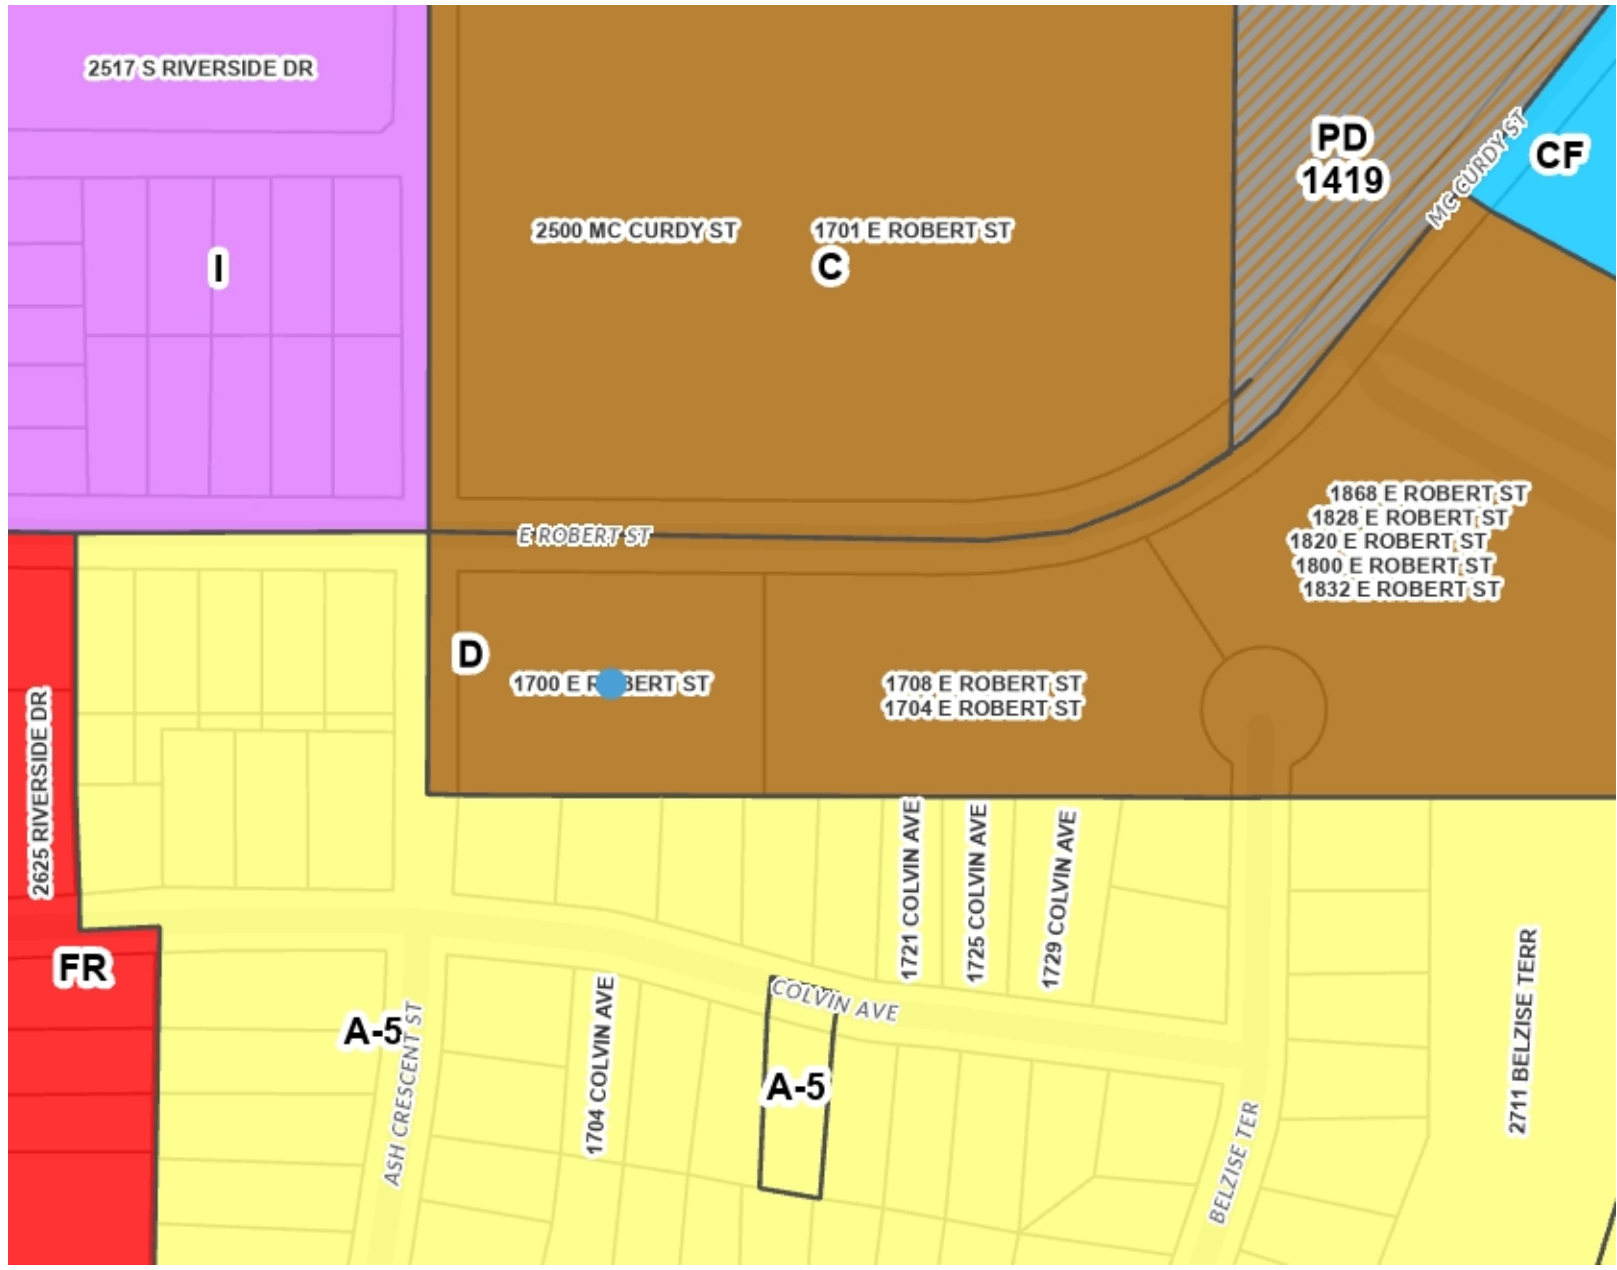 2517 S RIVERSIDE DR
PD
1419
MC CURDY ST
CF
2500 MC CURDY ST
1701 E ROBERT ST
I
C
E ROBERT ST
1868 E ROBERT ST
1828 E ROBERT ST
1820 E ROBERT ST
1800 E ROBERT ST
1832 E ROBERT ST
D
1700 E ROBERT ST
1708 E ROBERT ST
1704 E ROBERT ST
2625 RIVERSIDE DR
1721 COLVIN AVE
1725 COLVIN AVE
1729 COLVIN AVE
FR
A-5
ASH CRESCENT ST
1704 COLVIN AVE
COLVIN AVE
A-5
BELZISE TER
2711 BELZISE TERR